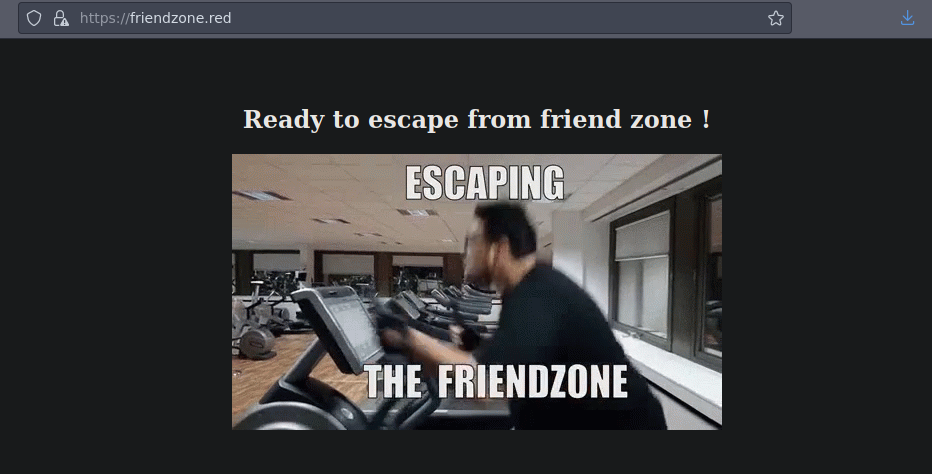 https://friendzone.red
Ready to escape from friend zone !
ESCAPING
THE FRIENDZONE